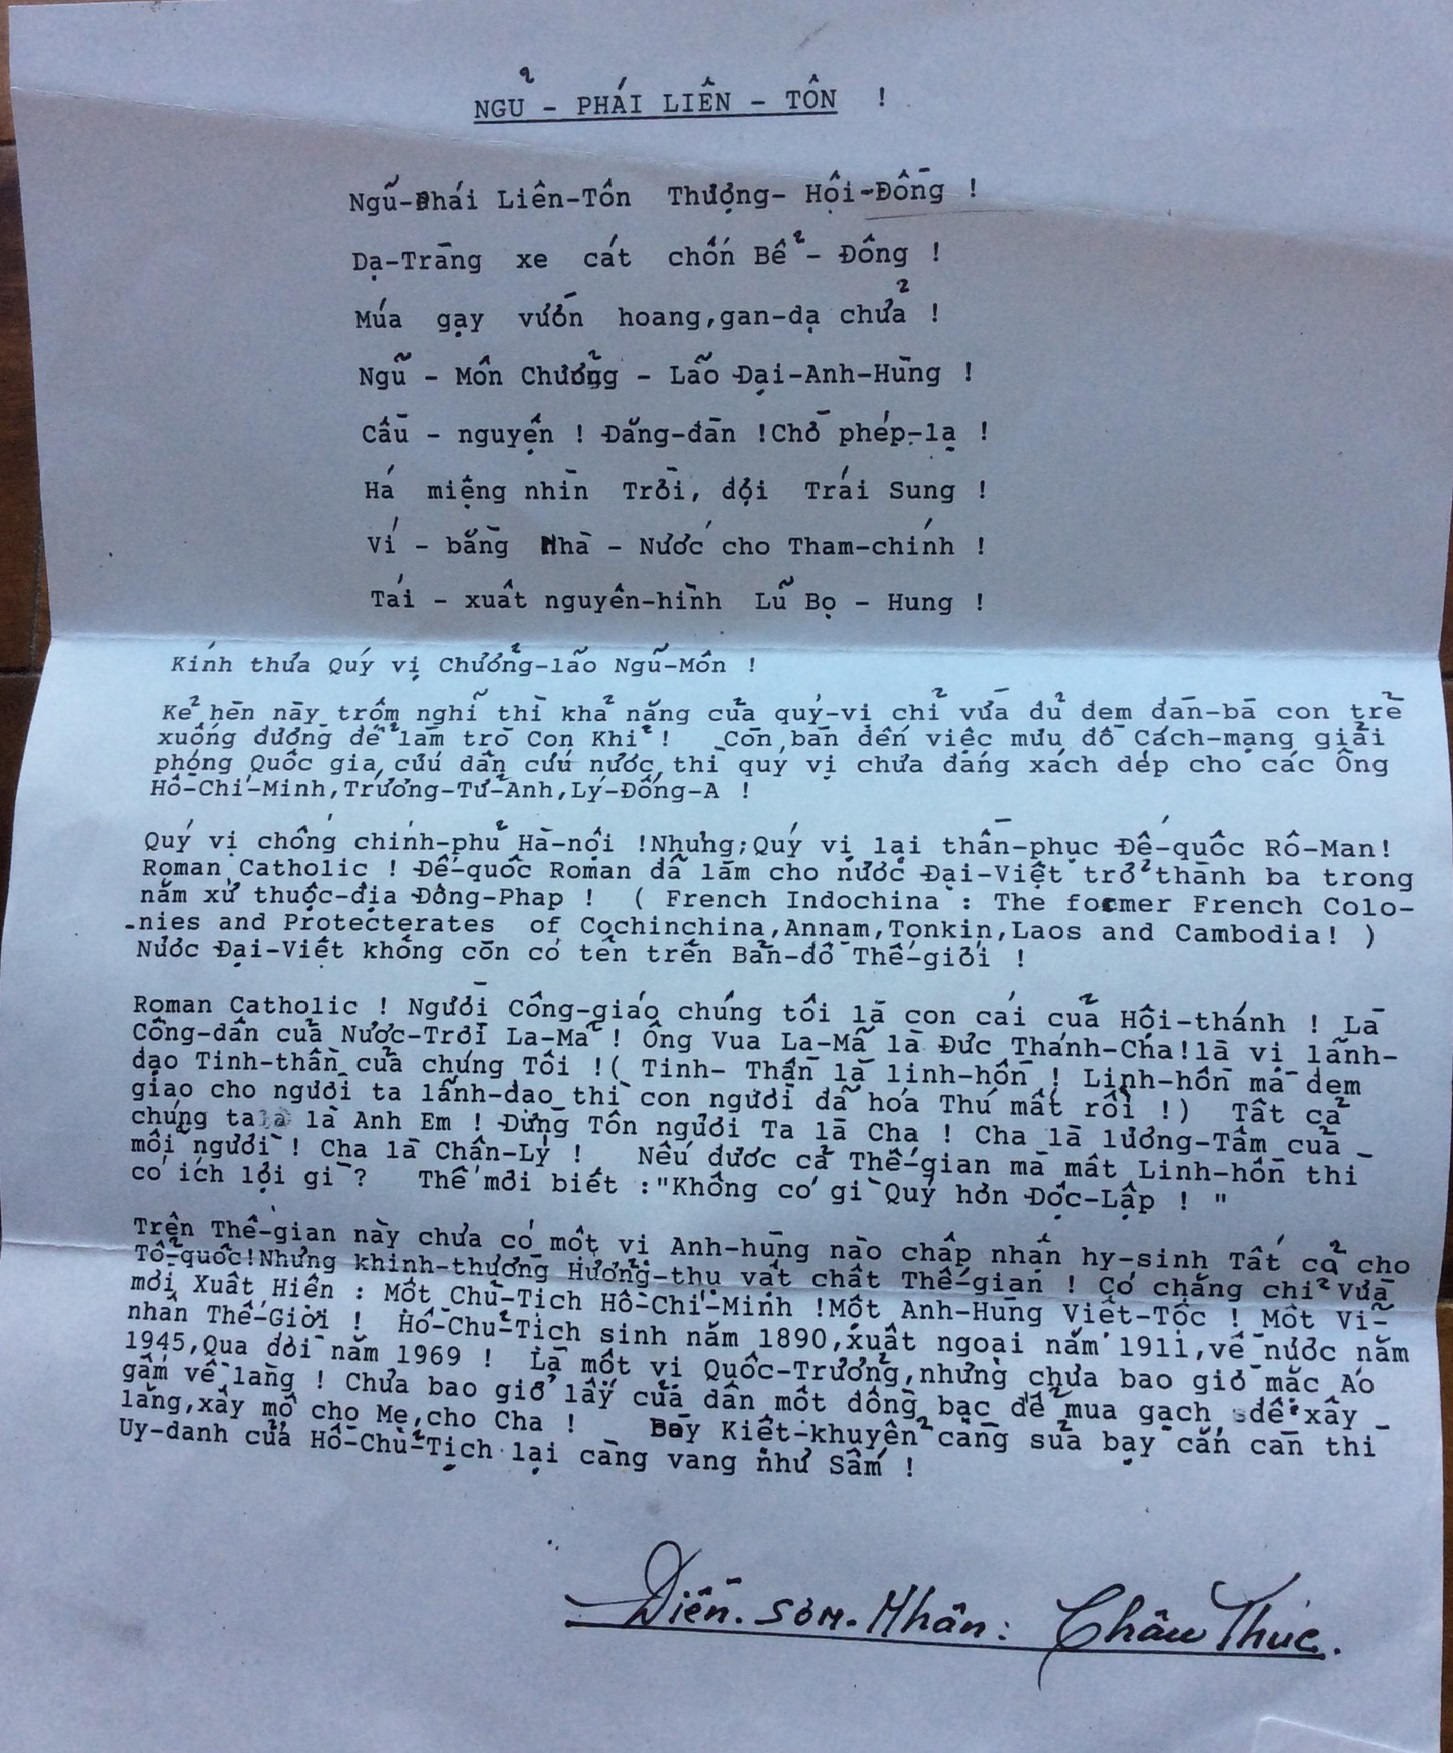 NGỦ - PHÁI LIÊN - TÔN !
Ngũ-Phái Liên-Tôn Thượng- Hội-Đồng !
Dạ-Tràng xe cát chốn Bể - Đông !
Múa gạy vườn hoang,gan-dạ chửa !
Ngũ - Môn Chưởng - Lão Đại-Anh-Hùng !
Cầu - nguyện ! Đăng-đàn !Chờ phép-lạ !
Há miệng nhìn Trời, đợi Trái Sung !
Ví - bằng Nhà - Nước cho Tham-chính !
Tái - xuất nguyên-hình Lũ Bọ - Hung !
Kính thưa Quý vị Chưởng-lão Ngũ-Môn !
Kẻ hèn này trộm nghĩ thì khả năng của quý-vị chỉ vừa đủ đem đàn-bà con trẻ
xuống đường để làm trò Con Khỉ ! Còn bàn đến việc mưu đồ Cách-mạng giải
phóng Quốc gia,cứu dân cứu nước,thì quý vị chưa đáng xách dép cho các Ông
Hồ-Chí-Minh,Trương-Tử-Anh,Lý-Đông-A !
Quý vị chống chính-phủ Hà-nội !Nhưng;Quý vị lại thần-phục Đế-quốc Rô-Man!
Roman Catholic ! Đế-quốc Roman đã làm cho nước Đại-Việt trở thành ba trong
năm xứ thuộc-địa Đông-Phap ! ( French Indochina : The former French Colo-
-nies and Protecterates of Cochinchina,Annam,Tonkin,Laos and Cambodia! )
Nước Đại-Việt không còn có tên trên Bản-đồ Thế-giới !
Roman Catholic ! Người Công-giáo chúng tôi là con cái của Hội-thánh ! Là
Công-dân của Nước-Trời La-Mã ! Ông Vua La-Mã là Đức Thánh-Cha!là vị lãnh-
đạo Tinh-thần của chúng Tôi !( Tinh- Thần là linh-hồn ! Linh-hồn mà đem
giao cho người ta lãnh-đạo thì con người đã hóa Thú mất rồi !) Tất cả
chúng ta là Anh Em ! Đừng Tôn người Ta là Cha ! Cha là lương-Tâm của
mỗi người ! Cha là Chân-Lý ! Nếu được cả Thế-gian mà mất Linh-hồn thì
có ích lợi gì ? Thế mới biết :"Không có gì Quý hơn Độc-Lập ! "
Trên Thế-gian này chưa có một vị Anh-hùng nào chấp nhận hy-sinh Tất cả cho
Tổ-quốc!Nhưng khinh-thường Hưởng-thụ vật chất Thế-gian ! Có chăng chỉ Vừa
mới Xuất Hiện : Một Chủ-Tịch Hồ-Chí-Minh !Một Anh-Hùng Việt-Tộc ! Một Vĩ-
nhân Thế-Giới ! Hồ-Chủ-Tịch sinh năm 1890,xuất ngoại năm 1911,về nước năm
1945,Qua đời năm 1969 ! Là một vị Quốc-Trưởng,nhưng chưa bao giờ mặc Áo
gấm về làng ! Chưa bao giờ lấy của dân một đồng bạc để mua gạch để xây
lăng,xây mộ cho Mẹ,cho Cha ! Bầy Kiệt-khuyển càng sủa bạy cắn càn thì
Uy-danh của Hồ-Chủ-Tịch lại càng vang như Sấm !
Diên-sơn-Nhân: Châu Thức.